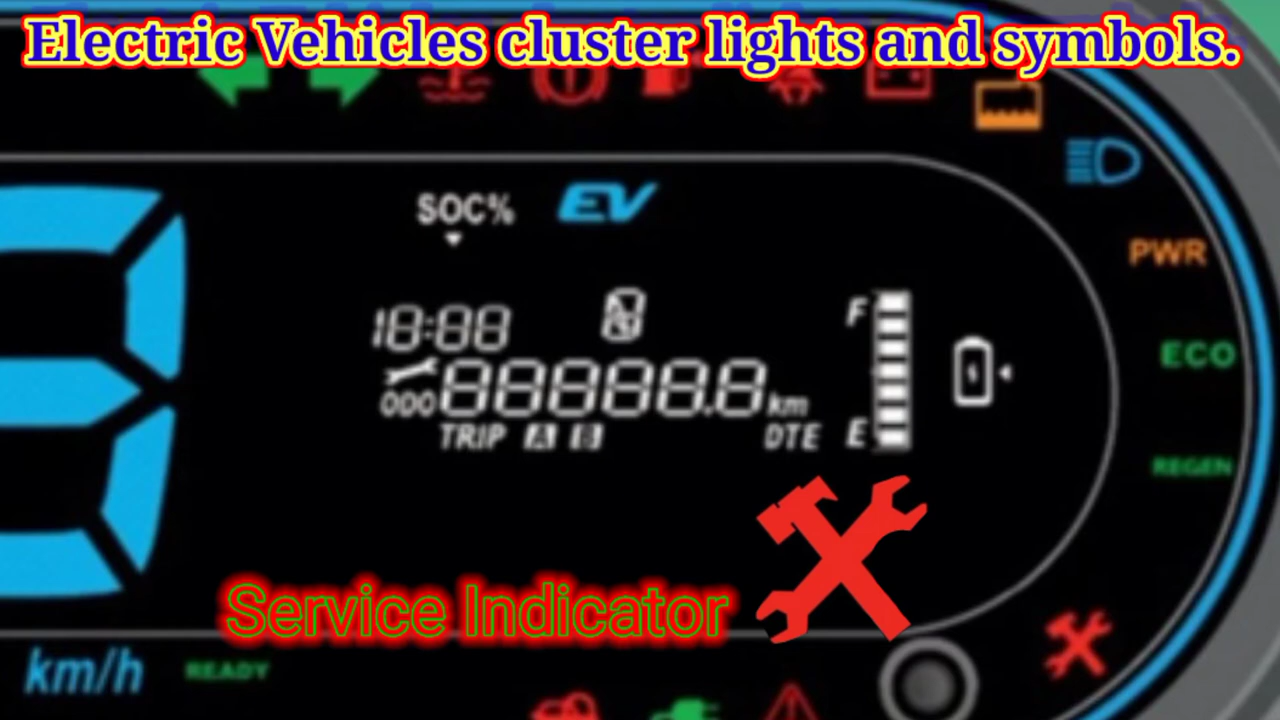 Electric Vehicles cluster lights and symbols.
SOC% EV
PWR
18:88
F
ECO
ODO 888888.8 km
TRIP A B DTE E
REGEN
Service Indicator
km/h READY